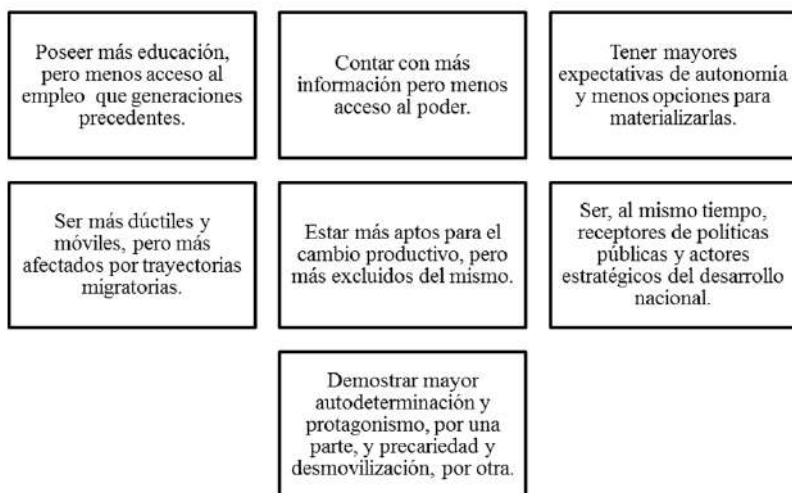 Poseer más educación,
pero menos acceso al
empleo que generaciones
precedentes.
Contar con más
información pero menos
acceso al poder.
Tener mayores
expectativas de autonomía
y menos opciones para
materializarlas.
Ser más dúctiles y
móviles, pero más
afectados por trayectorias
migratorias.
Estar más aptos para el
cambio productivo, pero
más excluidos del mismo.
Ser, al mismo tiempo,
receptores de políticas
públicas y actores
estratégicos del desarrollo
nacional.
Demostrar mayor
autodeterminación y
protagonismo, por una
parte, y precariedad y
desmovilización, por otra.